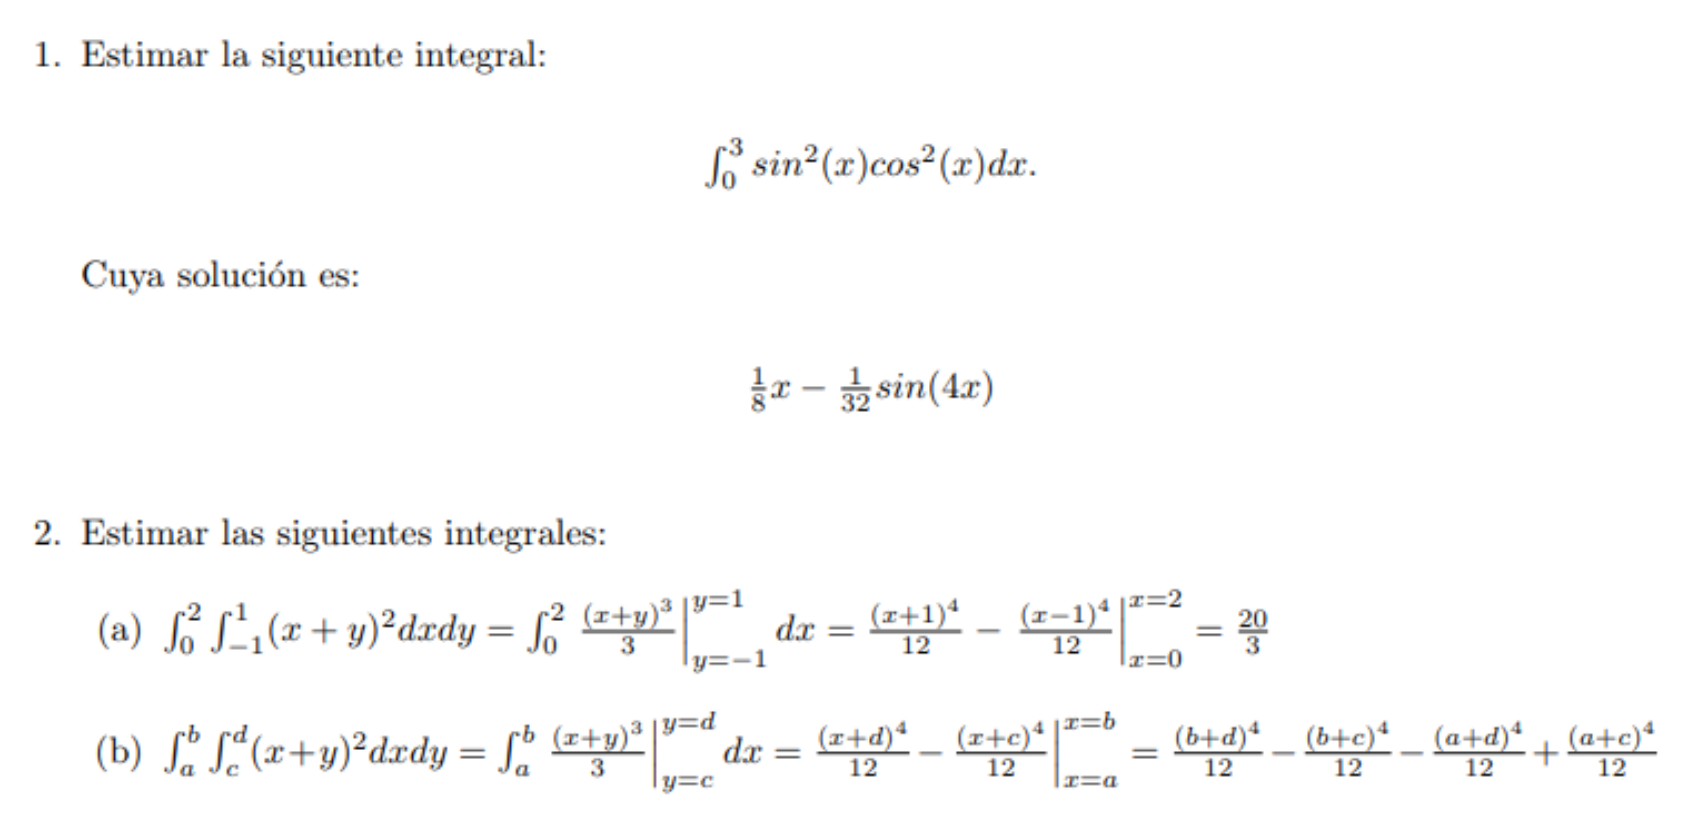 1. Estimar la siguiente integral:
∫₀³ sin²(x)cos²(x)dx.
Cuya solución es:
1/8 x − 1/32 sin(4x)
2. Estimar las siguientes integrales:
(a) ∫₀² ∫₋₁¹ (x + y)²dxdy = ∫₀² (x+y)³/3 |_{y=−1}^{y=1} dx = (x+1)⁴/12 − (x−1)⁴/12 |_{x=0}^{x=2} = 20/3
(b) ∫ₐᵇ ∫_c^d (x+y)²dxdy = ∫ₐᵇ (x+y)³/3 |_{y=c}^{y=d} dx = (x+d)⁴/12 − (x+c)⁴/12 |_{x=a}^{x=b} = (b+d)⁴/12 − (b+c)⁴/12 − (a+d)⁴/12 + (a+c)⁴/12